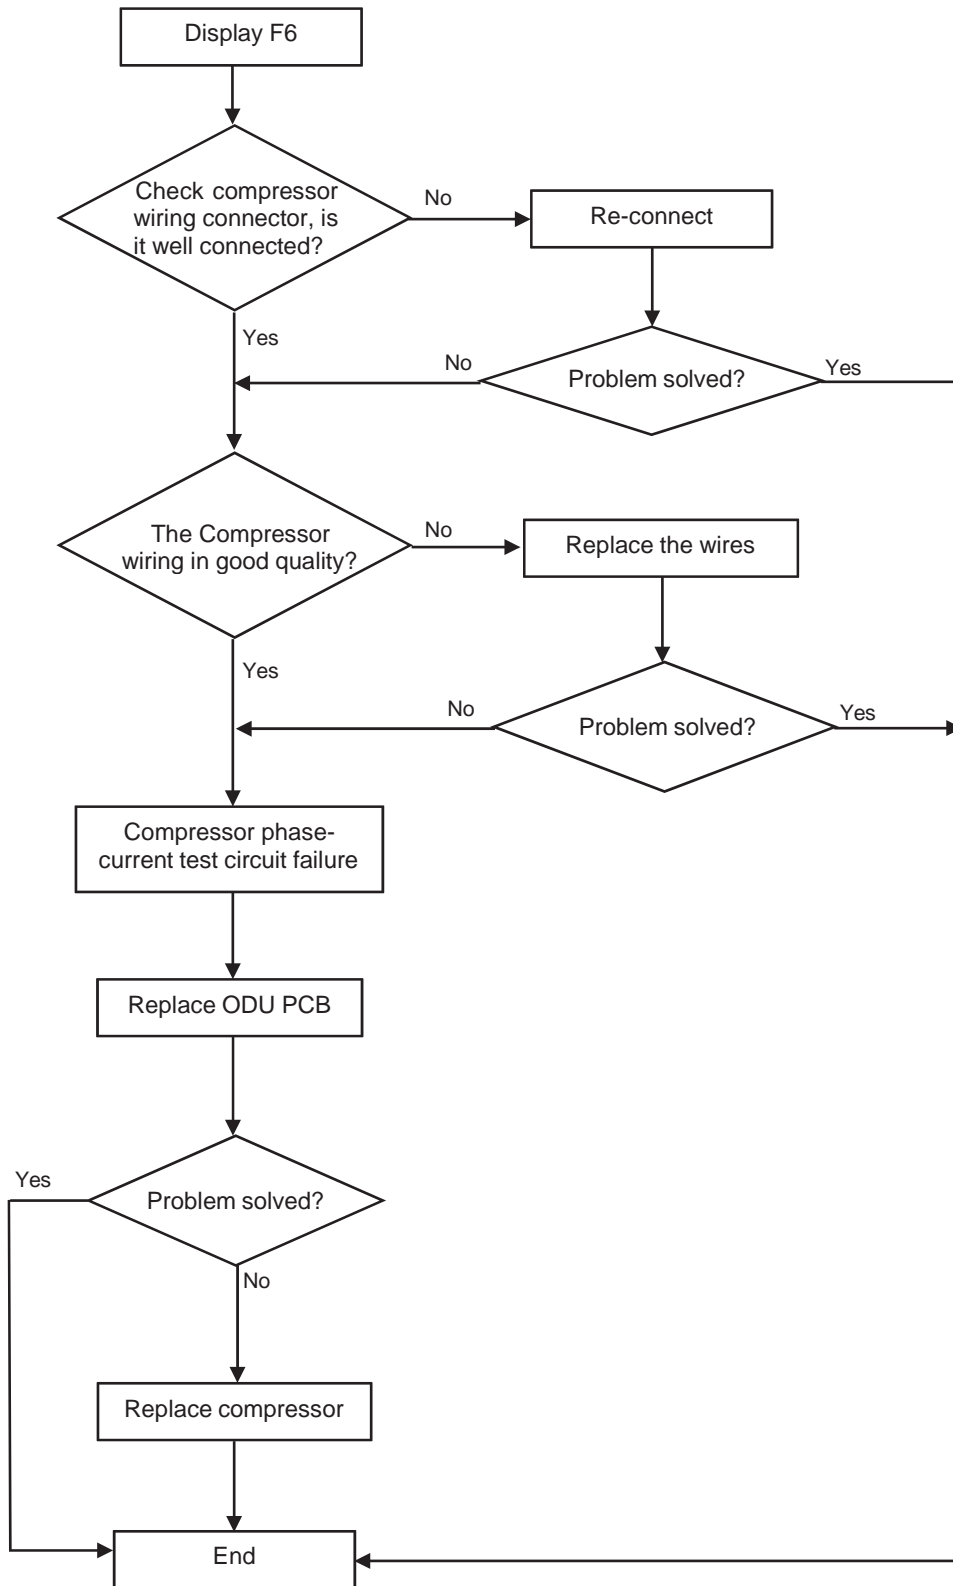 Display F6
Check compressor
wiring connector, is
it well connected?
No
Re-connect
Yes
No
Problem solved?
Yes
The Compressor
wiring in good quality?
No
Replace the wires
Yes
No
Problem solved?
Yes
Compressor phase-
current test circuit failure
Replace ODU PCB
Yes
Problem solved?
No
Replace compressor
End